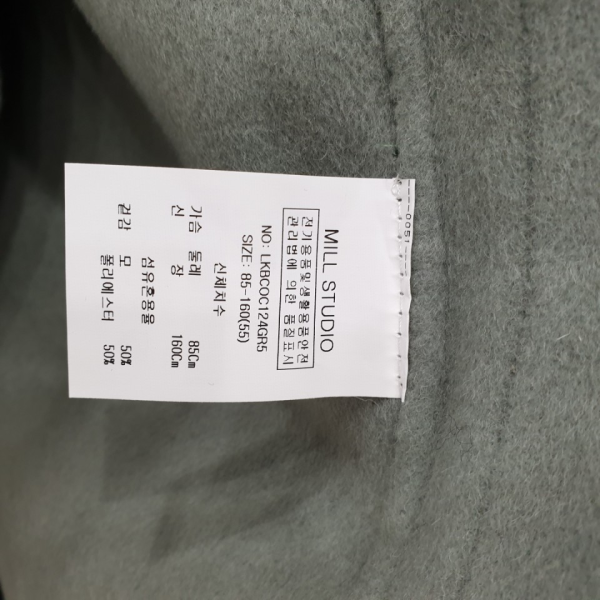 MILL STUDIO
전기용품및생활용품안전
관리법에 의한 품질표시
NO: LKBCOC124GR5
SIZE: 85-160(55)
신체치수
가슴 둘레 85Cm
신 장 160Cm
섬유혼용율
겉감 모 50%
폴리에스터 50%